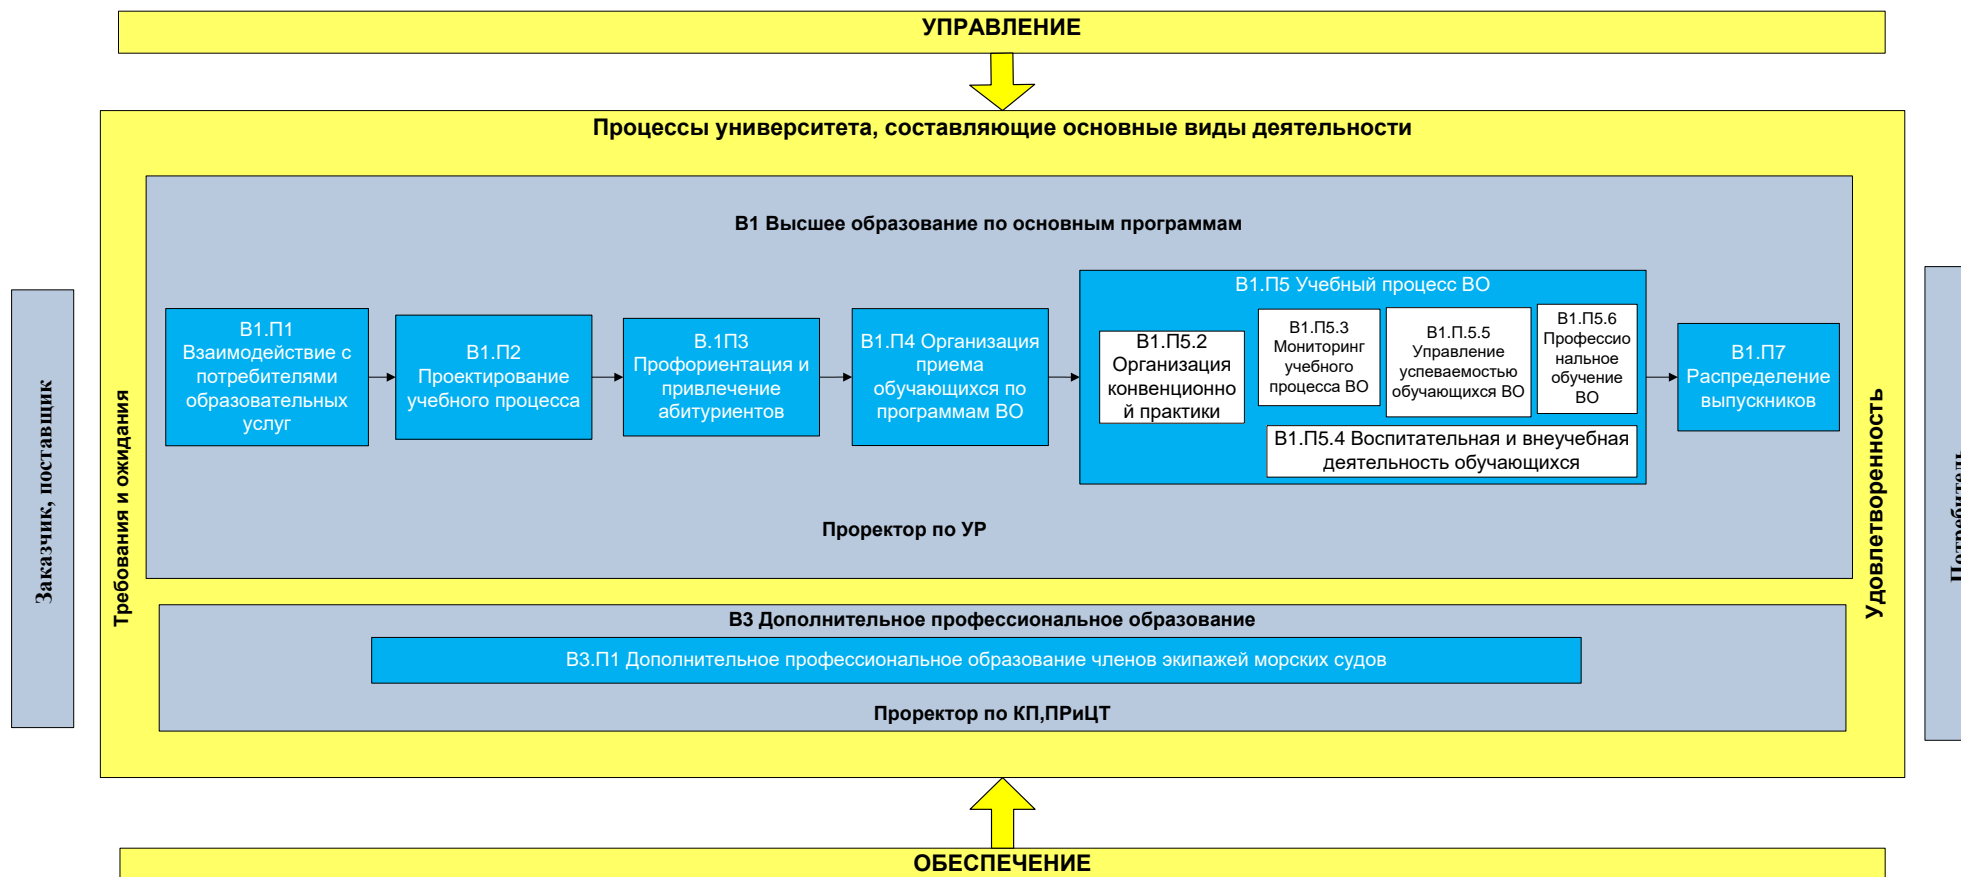 УПРАВЛЕНИЕ
Процессы университета, составляющие основные виды деятельности
В1 Высшее образование по основным программам
В1.П1
Взаимодействие с
потребителями
образовательных
услуг
В1.П2
Проектирование
учебного процесса
В.1П3
Профориентация и
привлечение
абитуриентов
В1.П4 Организация
приема
обучающихся по
программам ВО
В1.П5 Учебный процесс ВО
В1.П5.2
Организация
конвенционно
й практики
В1.П5.3
Мониторинг
учебного
процесса ВО
В1.П.5.5
Управление
успеваемостью
обучающихся ВО
В1.П5.6
Профессио
нальное
обучение
ВО
В1.П5.4 Воспитательная и внеучебная
деятельность обучающихся
В1.П7
Распределение
выпускников
Проректор по УР
Заказчик, поставщик
Требования и ожидания
Удовлетворенность
Потребитель
В3 Дополнительное профессиональное образование
В3.П1 Дополнительное профессиональное образование членов экипажей морских судов
Проректор по КП,ПРиЦТ
ОБЕСПЕЧЕНИЕ